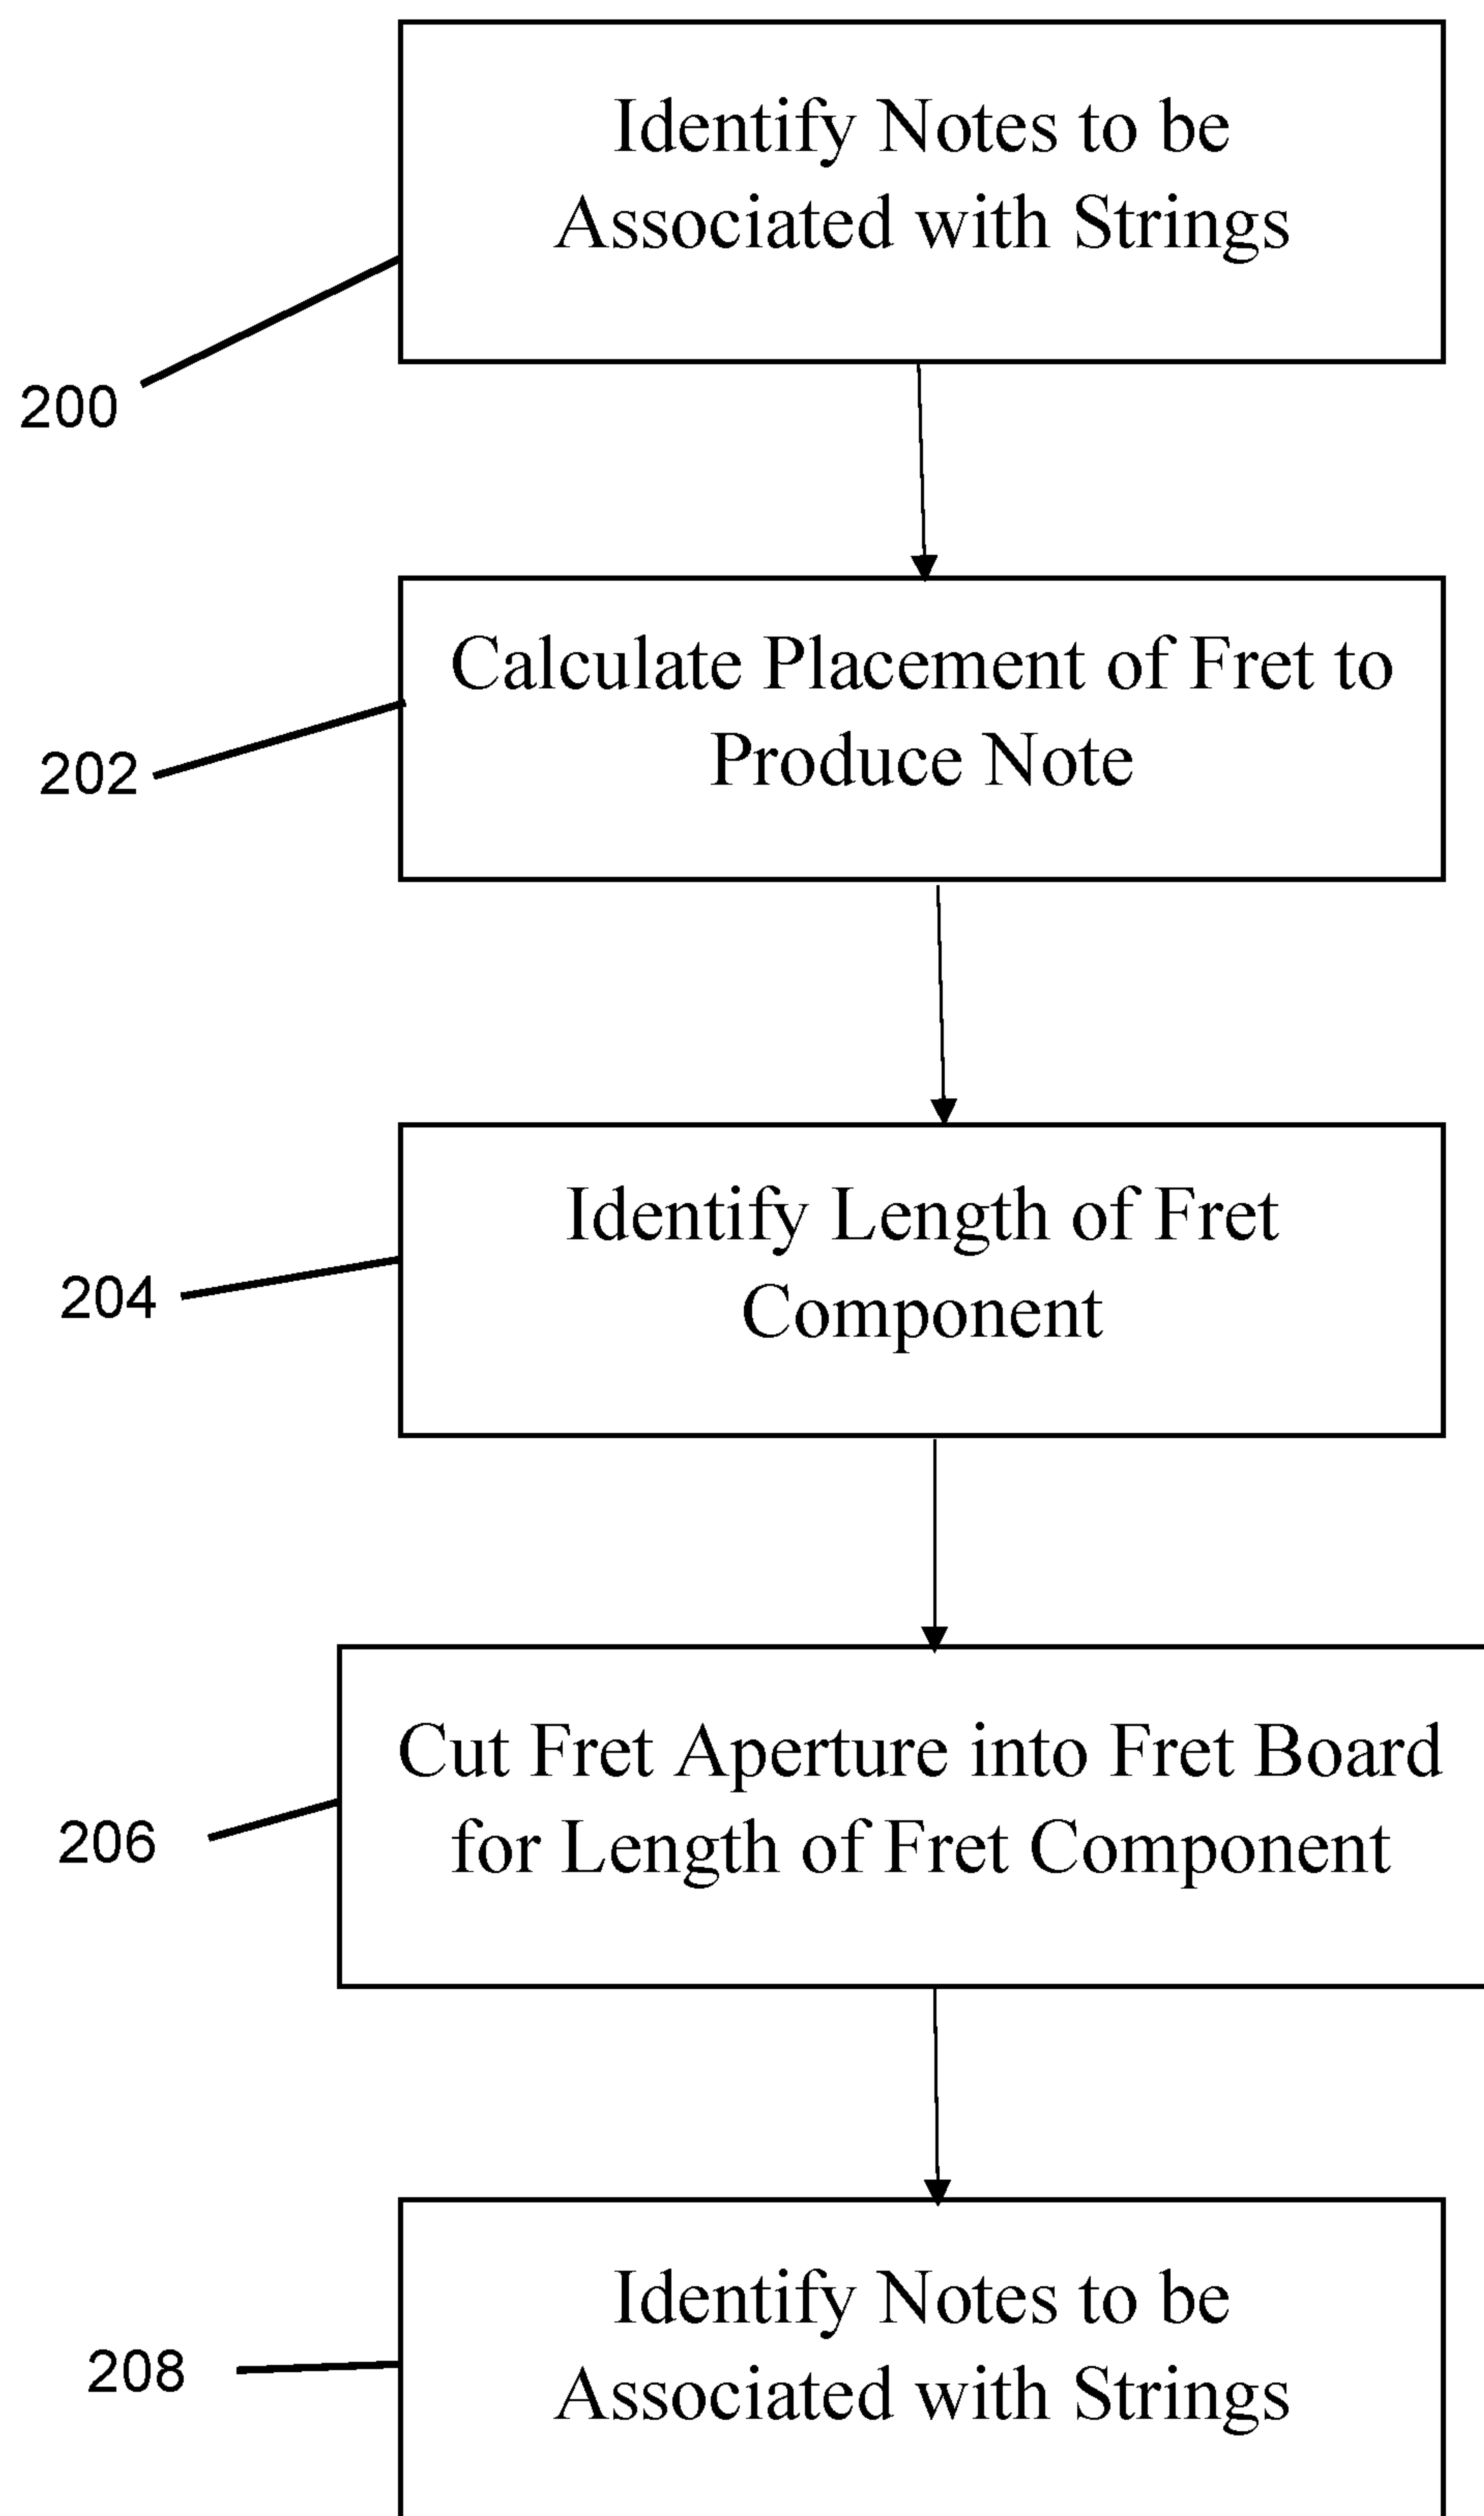 Identify Notes to be
Associated with Strings
200
Calculate Placement of Fret to
Produce Note
202
Identify Length of Fret
Component
204
Cut Fret Aperture into Fret Board
for Length of Fret Component
206
Identify Notes to be
Associated with Strings
208